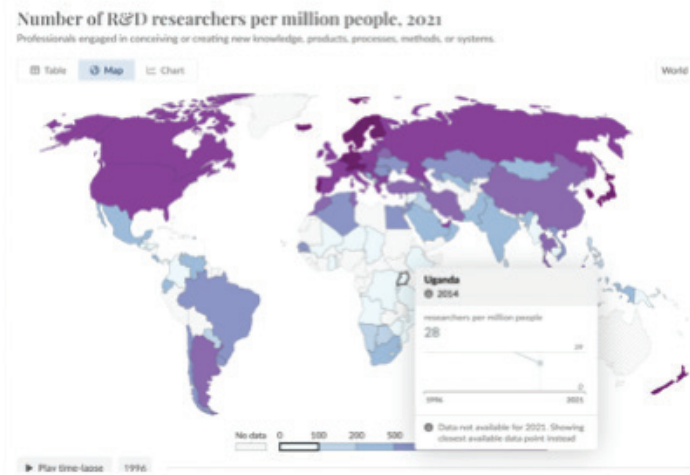 Number of R&D researchers per million people, 2021
Professionals engaged in conceiving or creating new knowledge, products, processes, methods, or systems.
Table Map Chart World
Uganda
2014
researchers per million people
28
0
1996 2021
Data not available for 2021. Showing
closest available data point instead
No data 0 100 200 500
Play time-lapse 1996